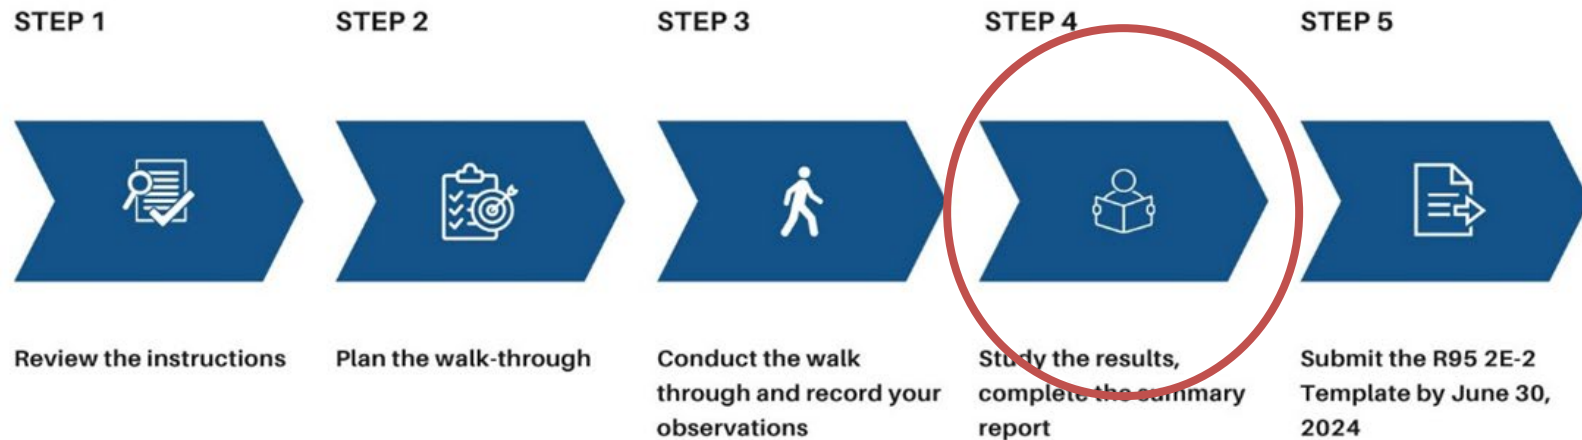 STEP 1
STEP 2
STEP 3
STEP 4
STEP 5
Review the instructions
Plan the walk-through
Conduct the walk
through and record your
observations
Study the results,
complete the summary
report
Submit the R95 2E-2
Template by June 30,
2024